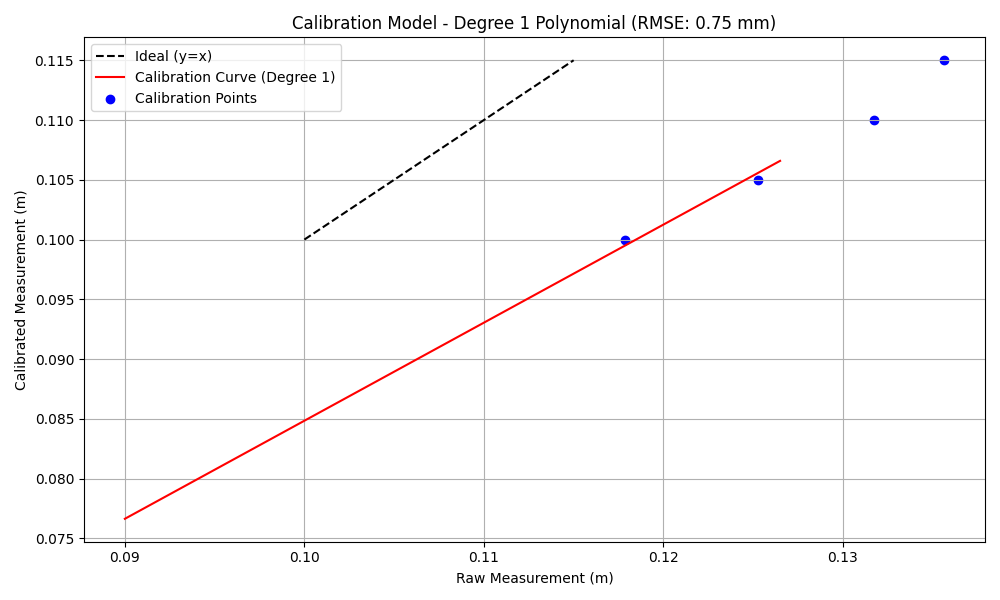 Calibration Model - Degree 1 Polynomial (RMSE: 0.75 mm)
Ideal (y=x)
Calibration Curve (Degree 1)
Calibration Points
Calibrated Measurement (m)
0.115
0.110
0.105
0.100
0.095
0.090
0.085
0.080
0.075
0.09 0.10 0.11 0.12 0.13
Raw Measurement (m)